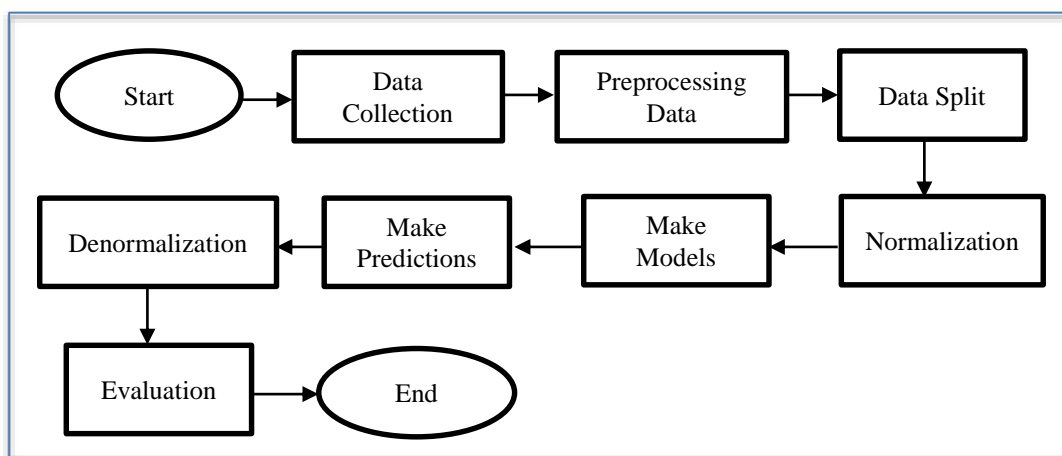 Start
Data
Collection
Preprocessing
Data
Data Split
Normalization
Make
Models
Make
Predictions
Denormalization
Evaluation
End